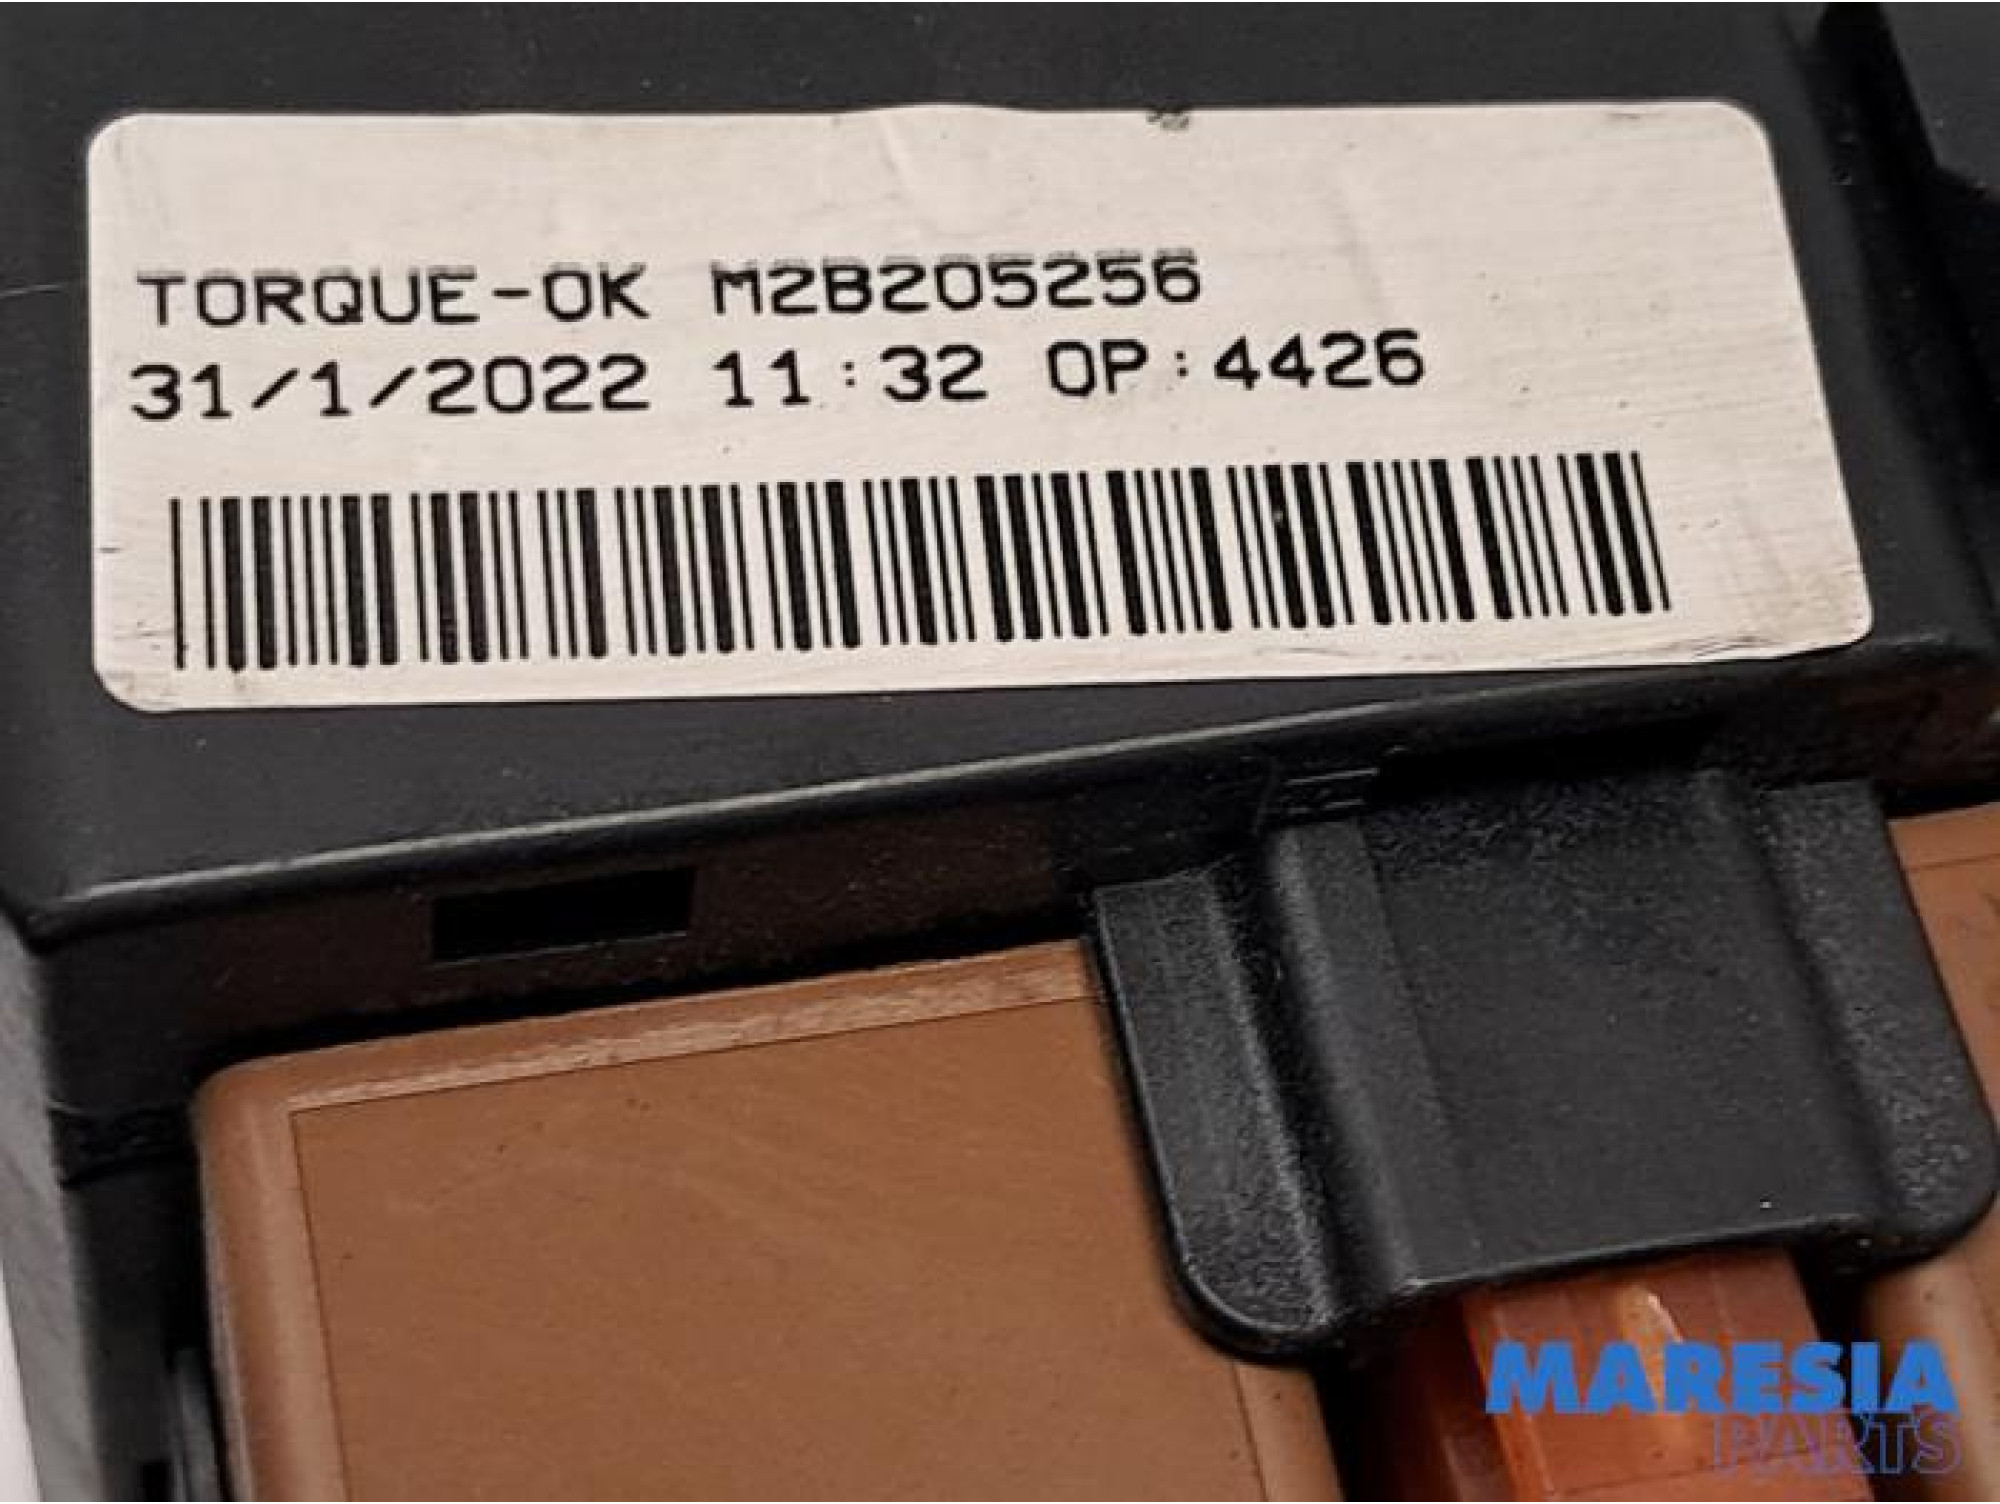 TORQUE-OK M2B205256
31/1/2022 11:32 OP:4426
MARESIA
PARTS